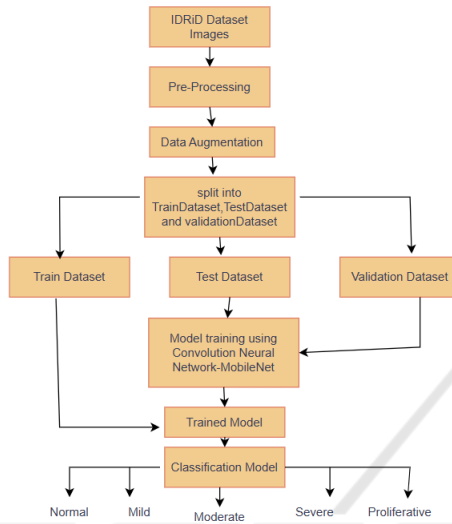 IDRiD Dataset
Images
Pre-Processing
Data Augmentation
split into
TrainDataset,TestDataset
and validationDataset
Train Dataset
Test Dataset
Validation Dataset
Model training using
Convolution Neural
Network-MobileNet
Trained Model
Classification Model
Normal
Mild
Moderate
Severe
Proliferative